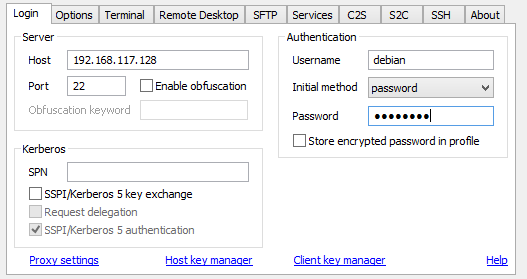 Login Options Terminal Remote Desktop SFTP Services C2S S2C SSH About
Server
Host 192.168.117.128
Port 22 Enable obfuscation
Obfuscation keyword
Kerberos
SPN
SSPI/Kerberos 5 key exchange
Request delegation
SSPI/Kerberos 5 authentication
Authentication
Username debian
Initial method password
Password ●●●●●●●●
Store encrypted password in profile
Proxy settings Host key manager Client key manager Help